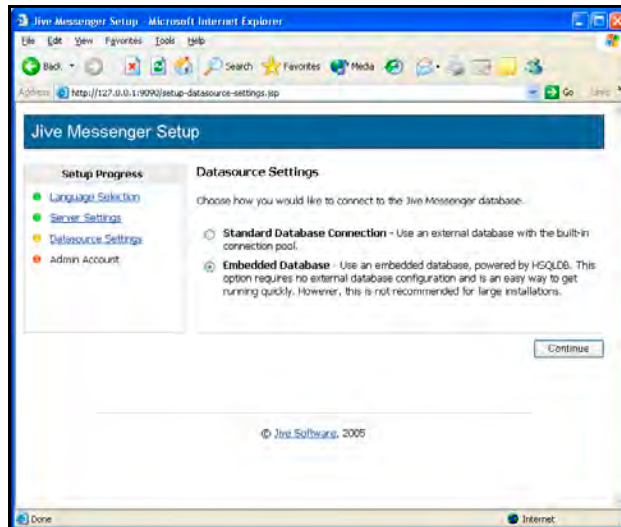 Jive Messenger Setup - Microsoft Internet Explorer
File Edit View Favorites Tools Help
Back Search Favorites Media
Address http://127.0.0.1:9090/setup-datasource-settings.jsp Go Links
Jive Messenger Setup
Setup Progress
Language Selection
Server Settings
Datasource Settings
Admin Account
Datasource Settings
Choose how you would like to connect to the Jive Messenger database.
Standard Database Connection - Use an external database with the built-in
connection pool.
Embedded Database - Use an embedded database, powered by HSQLDB. This
option requires no external database configuration and is an easy way to get
running quickly. However, this is not recommended for large installations.
Continue
© Jive Software, 2005
Done Internet